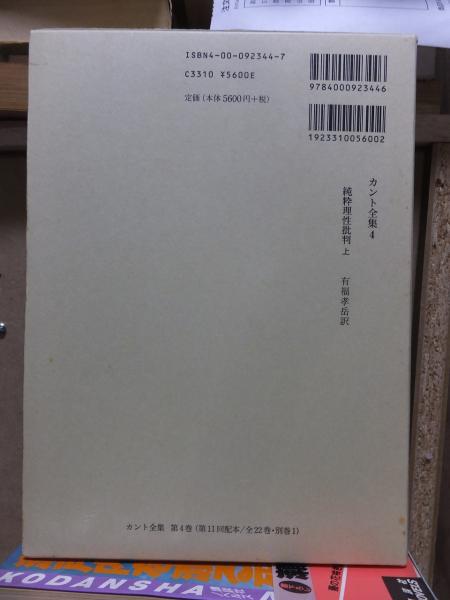 ISBN4-00-092344-7
C3310 ¥5600E
定価(本体5600円+税)
9784000923446
1923310056002
カント全集 4
純粋理性批判 上
有福孝岳訳
カント全集 第4巻(第11回配本/全22巻・別巻1)
KODANSHA